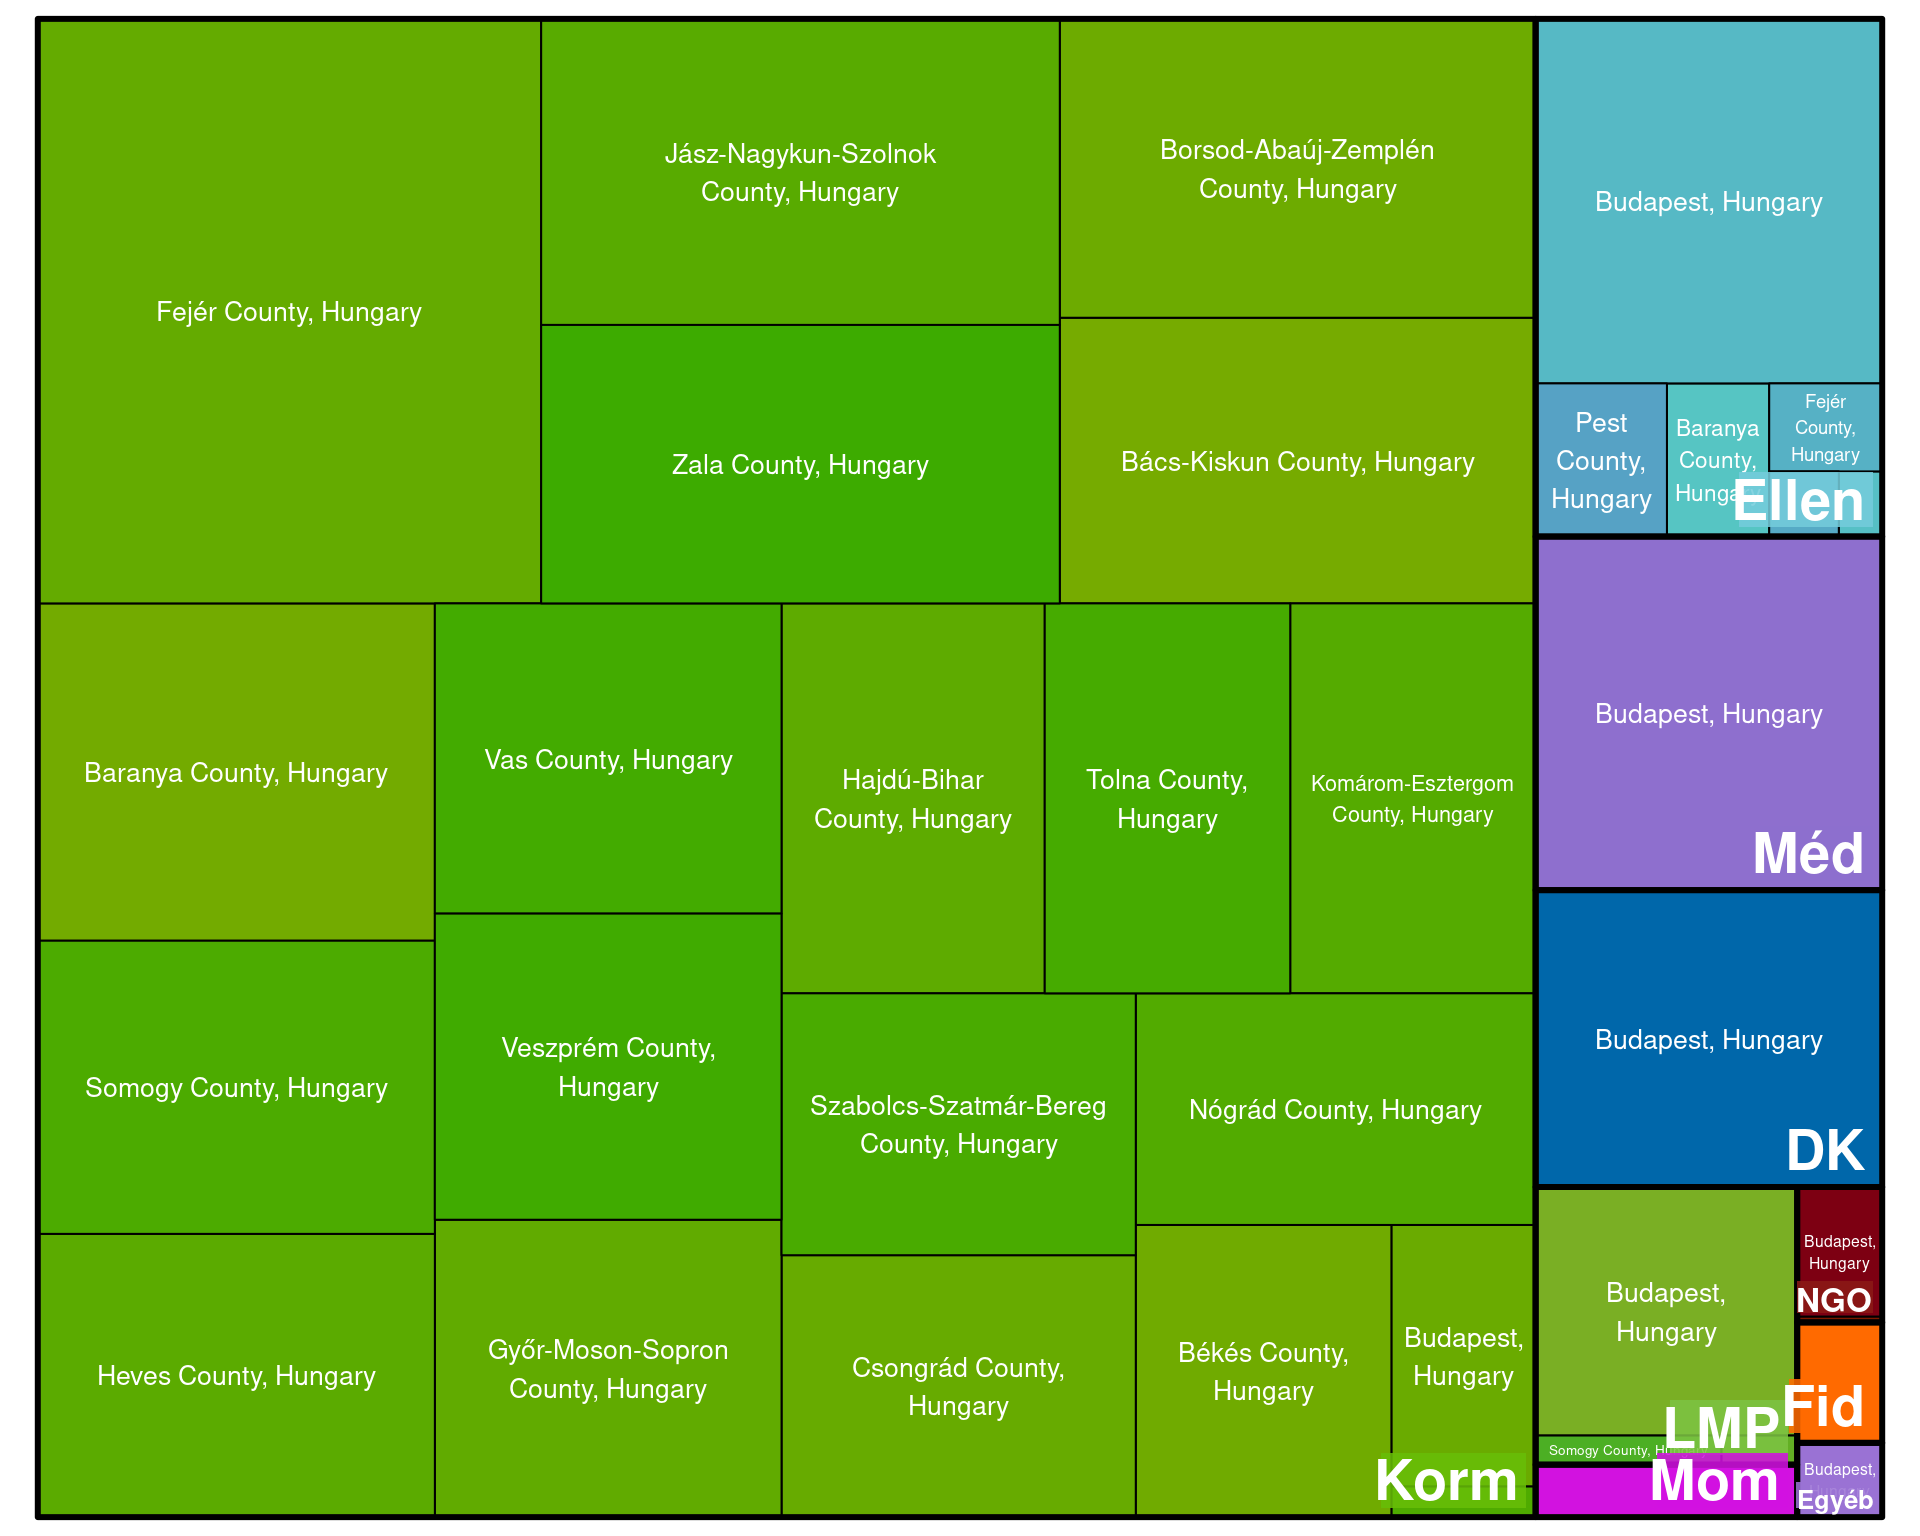 Fejér County, Hungary
Jász-Nagykun-Szolnok
County, Hungary
Zala County, Hungary
Borsod-Abaúj-Zemplén
County, Hungary
Bács-Kiskun County, Hungary
Baranya County, Hungary
Somogy County, Hungary
Heves County, Hungary
Vas County, Hungary
Veszprém County,
Hungary
Győr-Moson-Sopron
County, Hungary
Hajdú-Bihar
County, Hungary
Tolna County,
Hungary
Komárom-Esztergom
County, Hungary
Szabolcs-Szatmár-Bereg
County, Hungary
Nógrád County, Hungary
Csongrád County,
Hungary
Békés County,
Hungary
Budapest,
Hungary
Korm
Budapest, Hungary
Pest
County,
Hungary
Baranya
County,
Hungary
Fejér
County,
Hungary
Ellen
Budapest, Hungary
Méd
Budapest, Hungary
DK
Budapest,
Hungary
Somogy County, Hungary
LMP
Mom
Budapest,
Hungary
NGO
Fid
Budapest,
Hungary
Egyéb